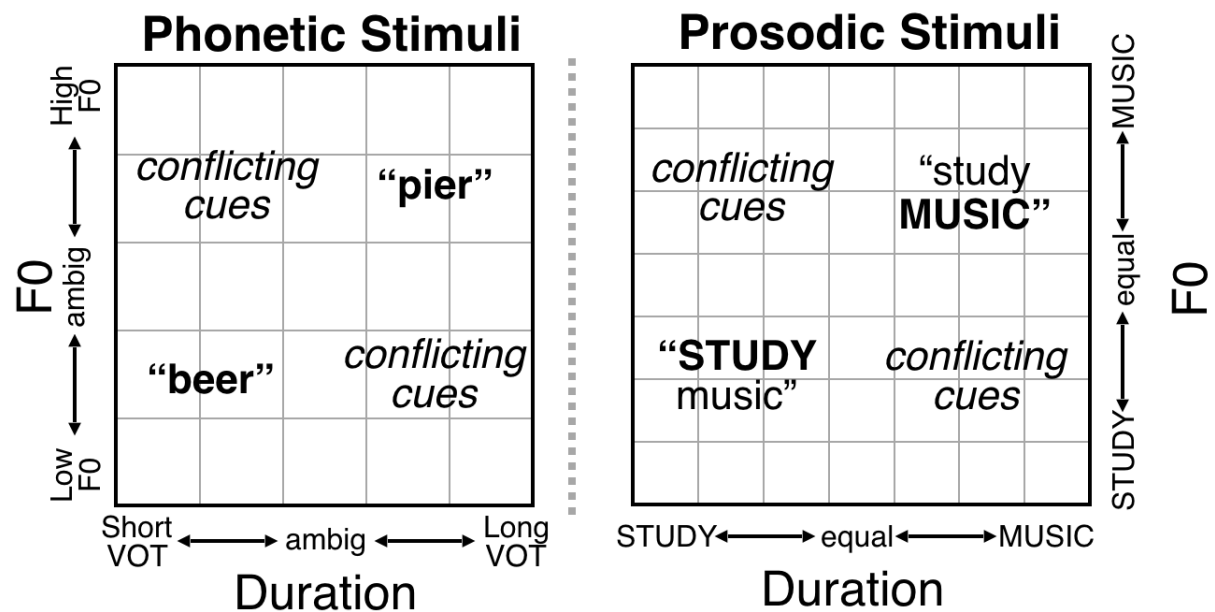 Phonetic Stimuli
High
F0
ambig
Low
F0
F0
conflicting
cues
“pier”
“beer”
conflicting
cues
Short
VOT
ambig
Long
VOT
Duration
Prosodic Stimuli
conflicting
cues
“study
MUSIC”
“STUDY
music”
conflicting
cues
MUSIC
equal
STUDY
F0
STUDY
equal
MUSIC
Duration